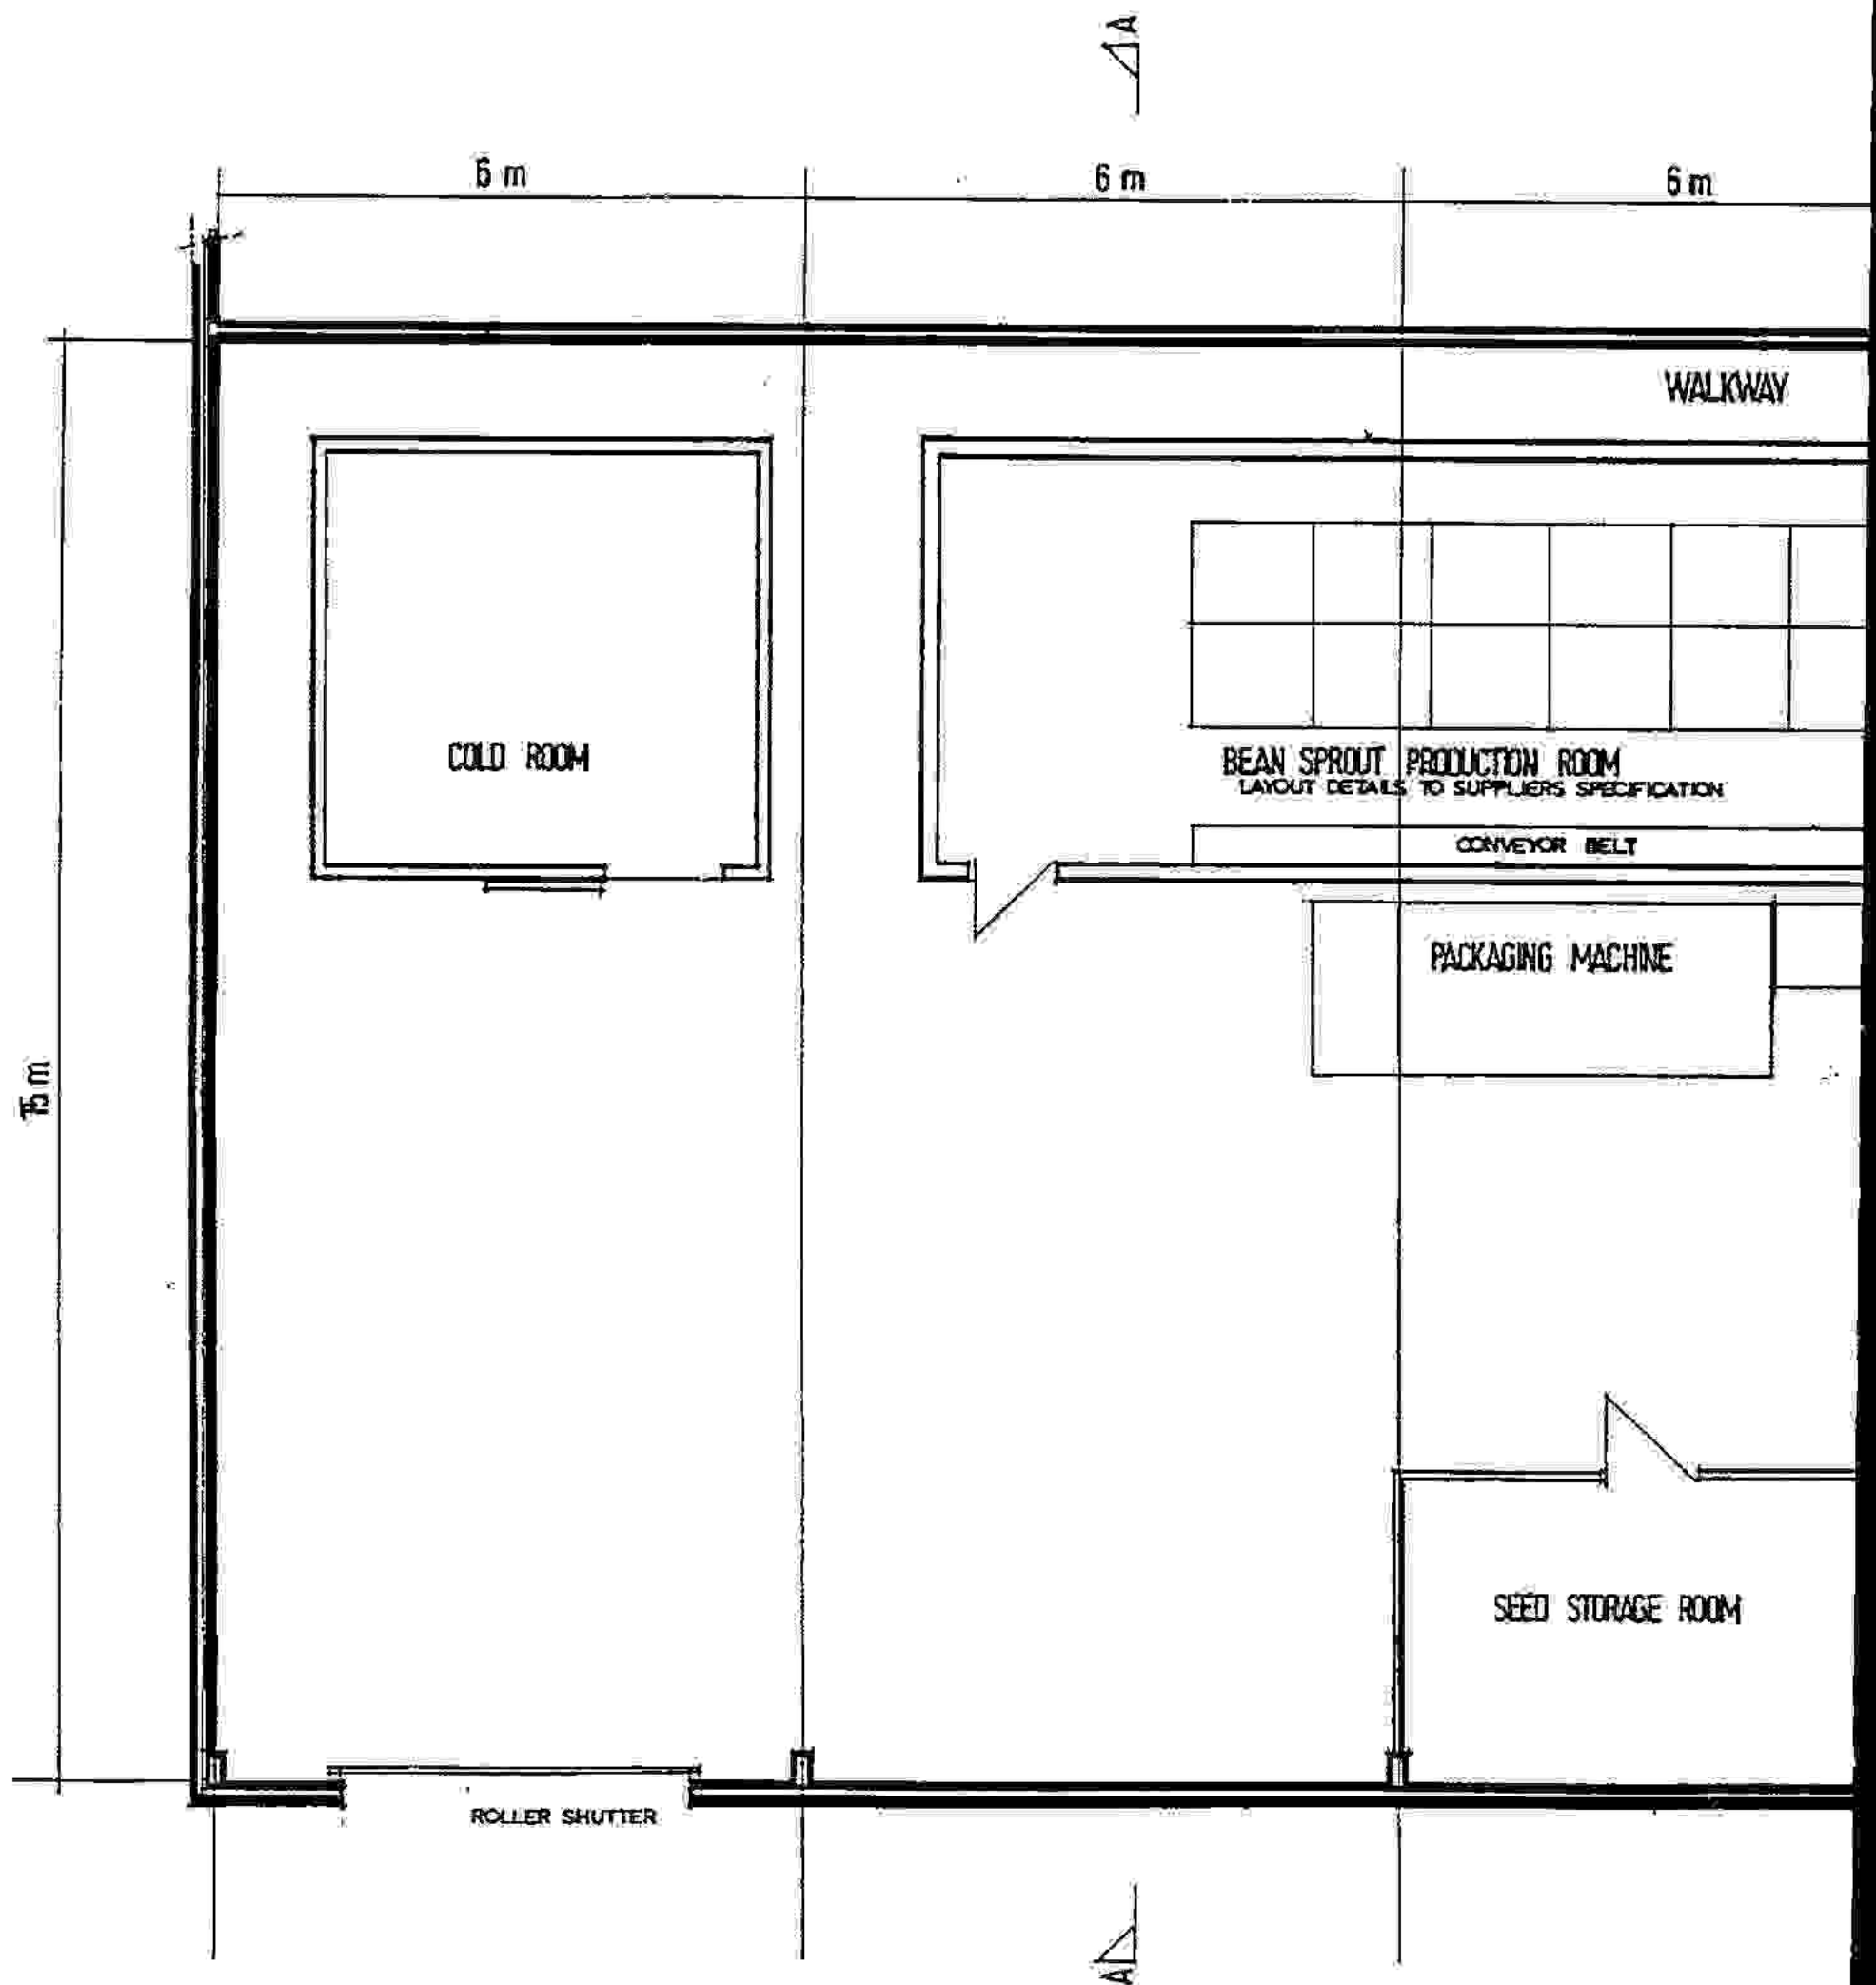 A
6 m
6 m
6 m
WALKWAY
COLD ROOM
BEAN SPROUT PRODUCTION ROOM
LAYOUT DETAILS TO SUPPLIERS SPECIFICATION
CONVEYOR BELT
PACKAGING MACHINE
15 m
SEED STORAGE ROOM
ROLLER SHUTTER
A